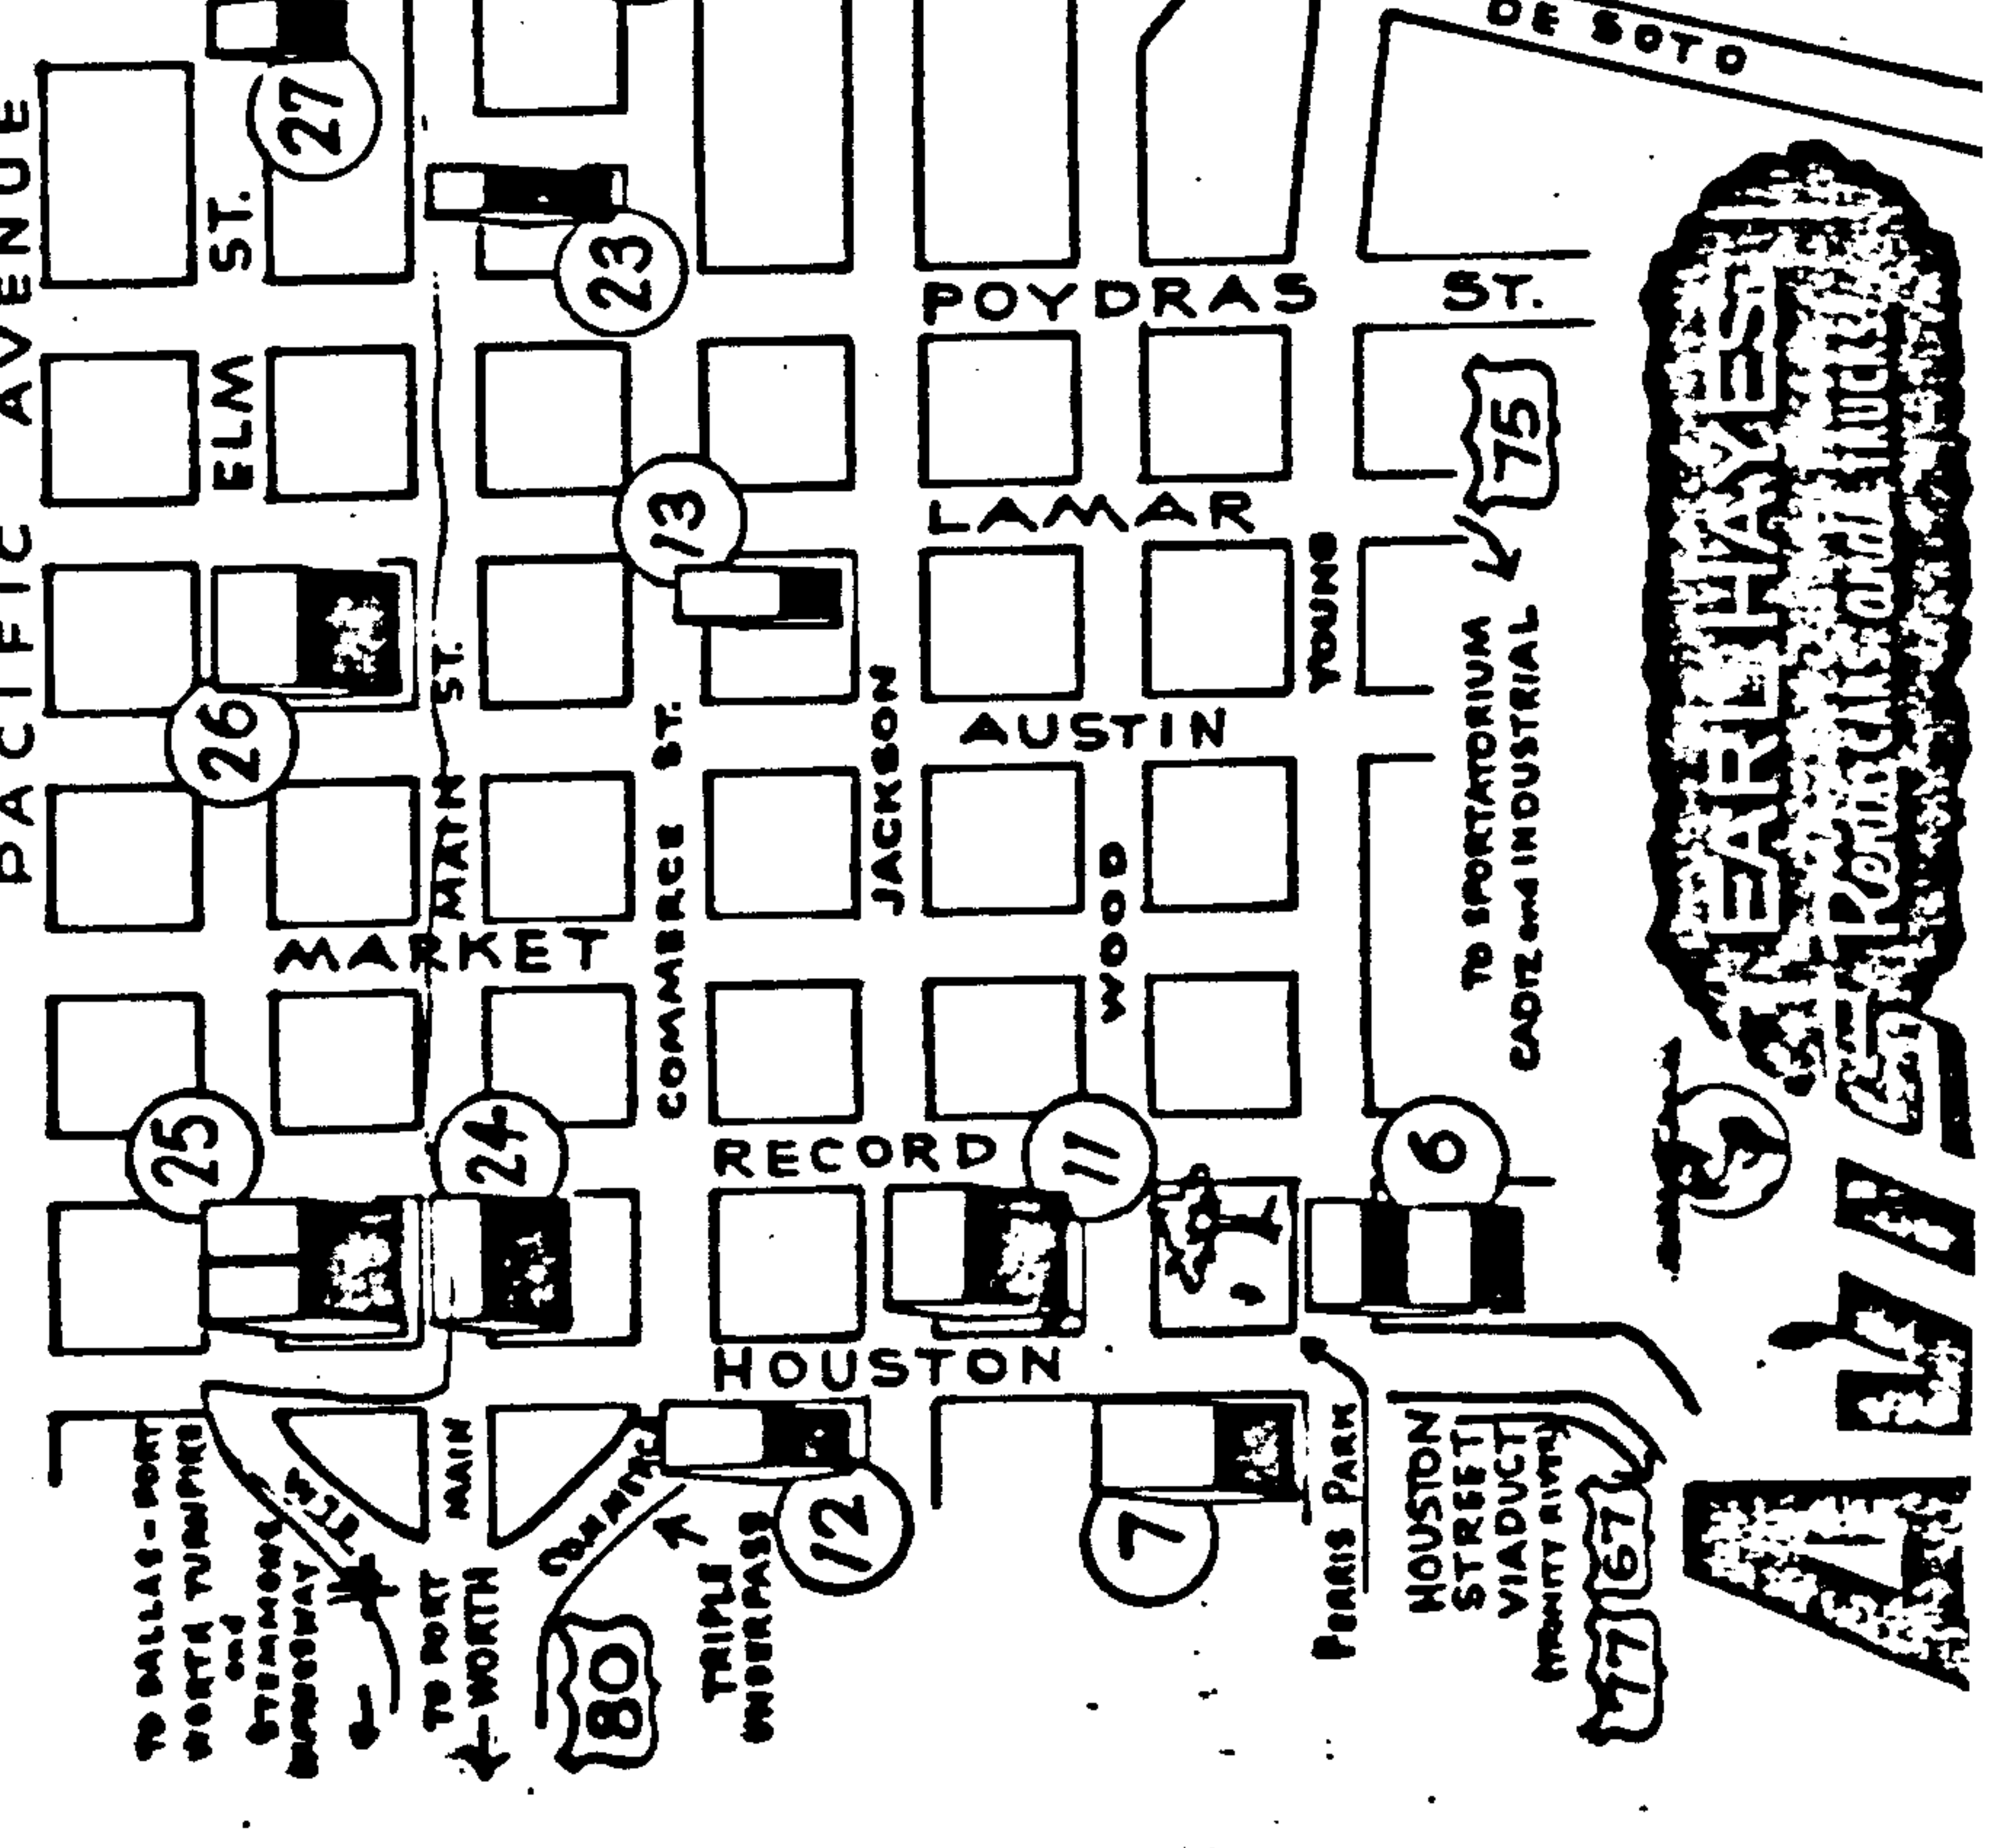 DE SOTO
PACIFIC AVENUE
27
ELM ST.
23
POYDRAS ST.
75
13
LAMAR
YOUNG
TO SPORTATORIUM
CADIZ and INDUSTRIAL
EARL HAYES
26
MAIN ST.
COMMERCE ST.
JACKSON
AUSTIN
WOOD
MARKET
25
24
RECORD
11
6
HOUSTON
TO DALLAS - FORT
WORTH TURNPIKE
and
STEMMONS
FREEWAY
ELM
MAIN
TO FORT
WORTH
COMMERCE
80
TRIPLE
UNDERPASS
12
7
FERRIS PARK
HOUSTON
STREET
VIADUCT
77
67